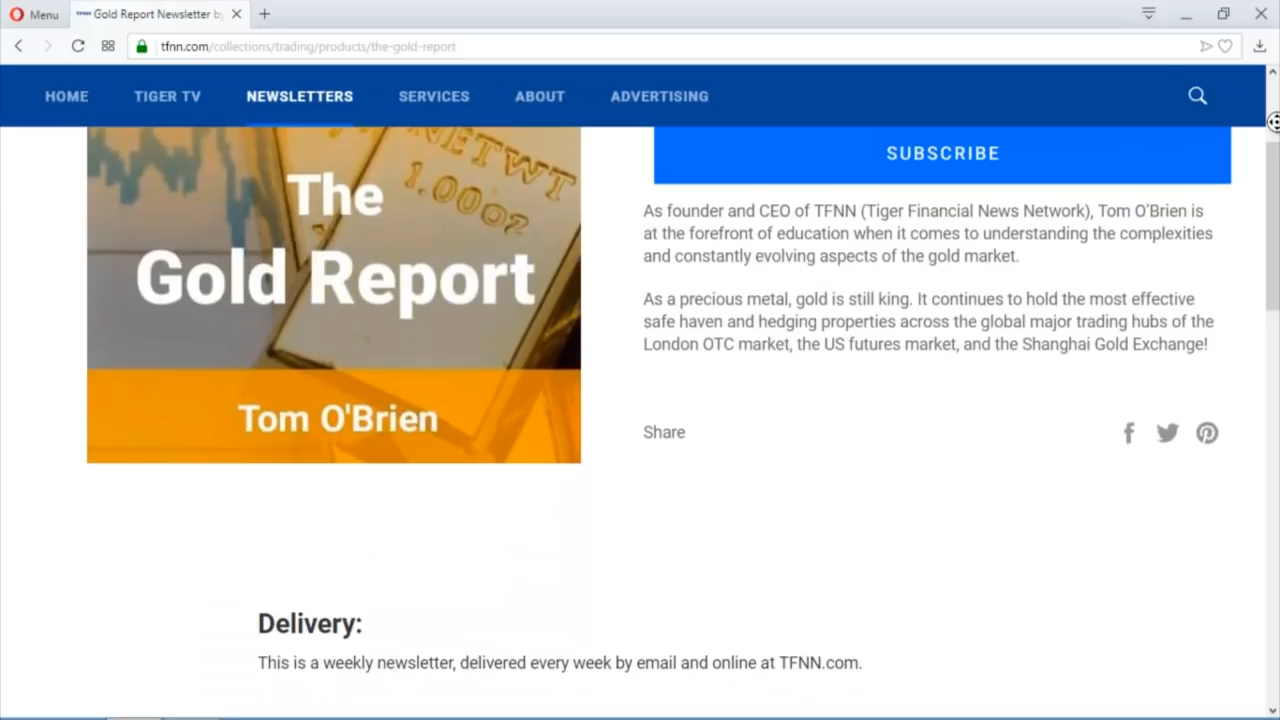 Menu
Gold Report Newsletter by
tfnn.com/collections/trading/products/the-gold-report
HOME
TIGER TV
NEWSLETTERS
SERVICES
ABOUT
ADVERTISING
NETWT
1.00oz
The
Gold Report
Tom O'Brien
SUBSCRIBE
As founder and CEO of TFNN (Tiger Financial News Network), Tom O'Brien is
at the forefront of education when it comes to understanding the complexities
and constantly evolving aspects of the gold market.
As a precious metal, gold is still king. It continues to hold the most effective
safe haven and hedging properties across the global major trading hubs of the
London OTC market, the US futures market, and the Shanghai Gold Exchange!
Share
Delivery:
This is a weekly newsletter, delivered every week by email and online at TFNN.com.